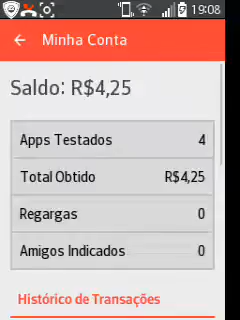 19:08
Minha Conta
Saldo: R$4,25
Apps Testados 4
Total Obtido R$4,25
Regargas 0
Amigos Indicados 0
Histórico de Transações